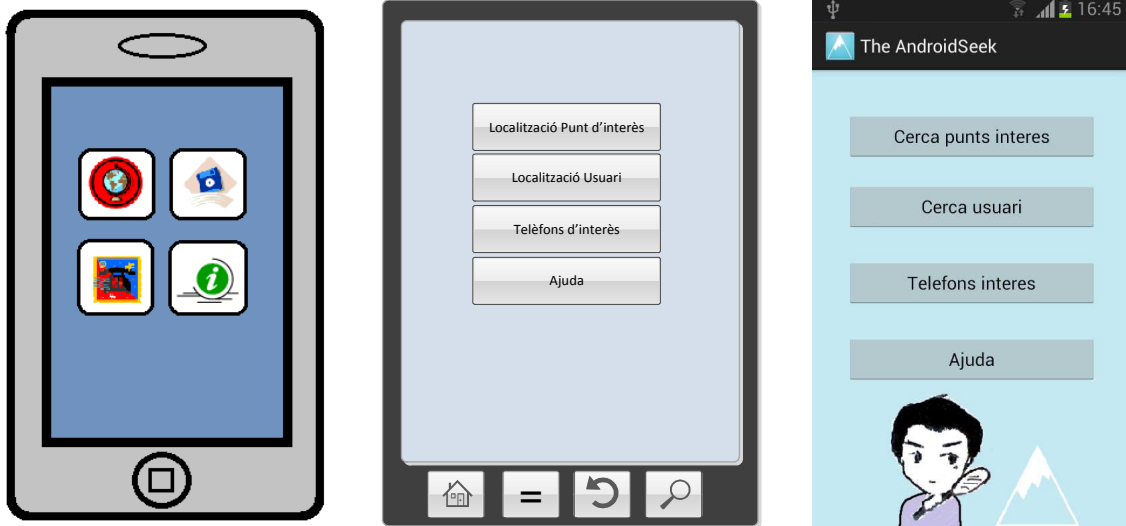 Localització Punt d'interès
Localització Usuari
Telèfons d'interès
Ajuda
=
16:45
The AndroidSeek
Cerca punts interes
Cerca usuari
Telefons interes
Ajuda